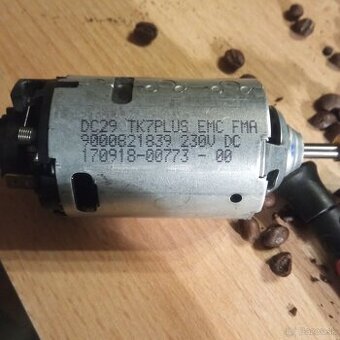 DC29 TK7PLUS EMC FMA
9000821839 230V DC
170918-00773 - 00